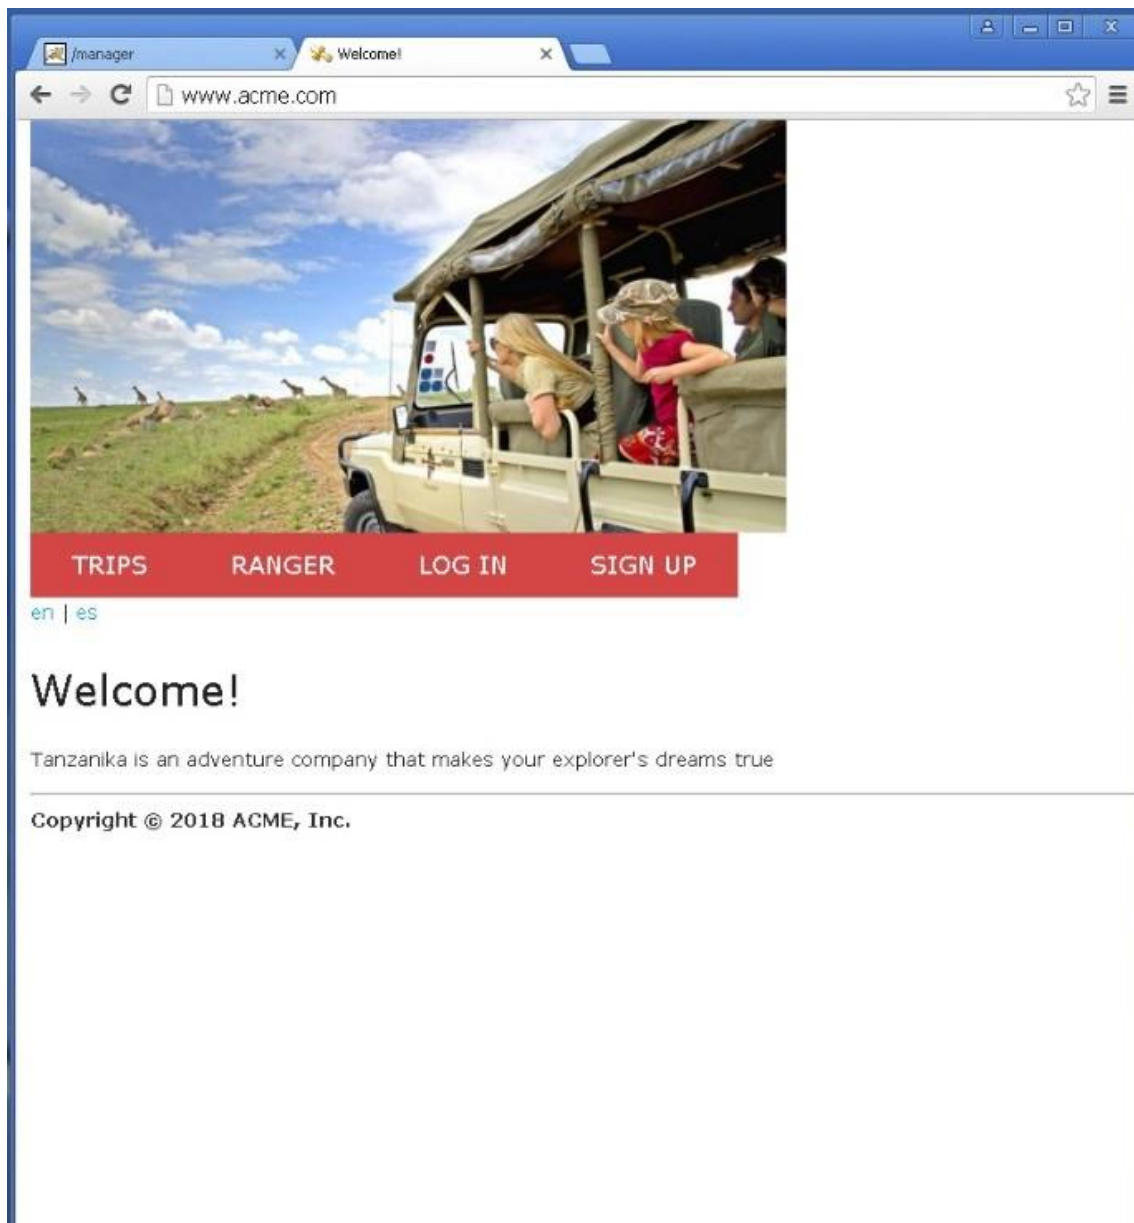 /manager
Welcome!
www.acme.com
TRIPS RANGER LOG IN SIGN UP
en | es
Welcome!
Tanzanika is an adventure company that makes your explorer's dreams true
Copyright © 2018 ACME, Inc.